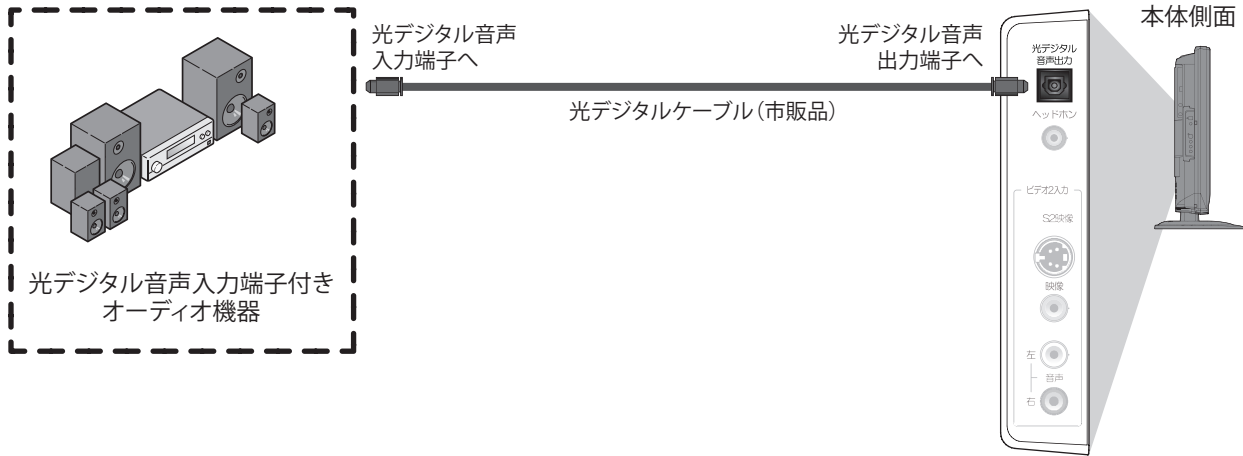 本体側面
光デジタル音声
入力端子へ
光デジタル音声
出力端子へ
光デジタルケーブル（市販品）
光デジタル
音声出力
ヘッドホン
ビデオ2入力
S2映像
映像
左
音声
右
光デジタル音声入力端子付き
オーディオ機器